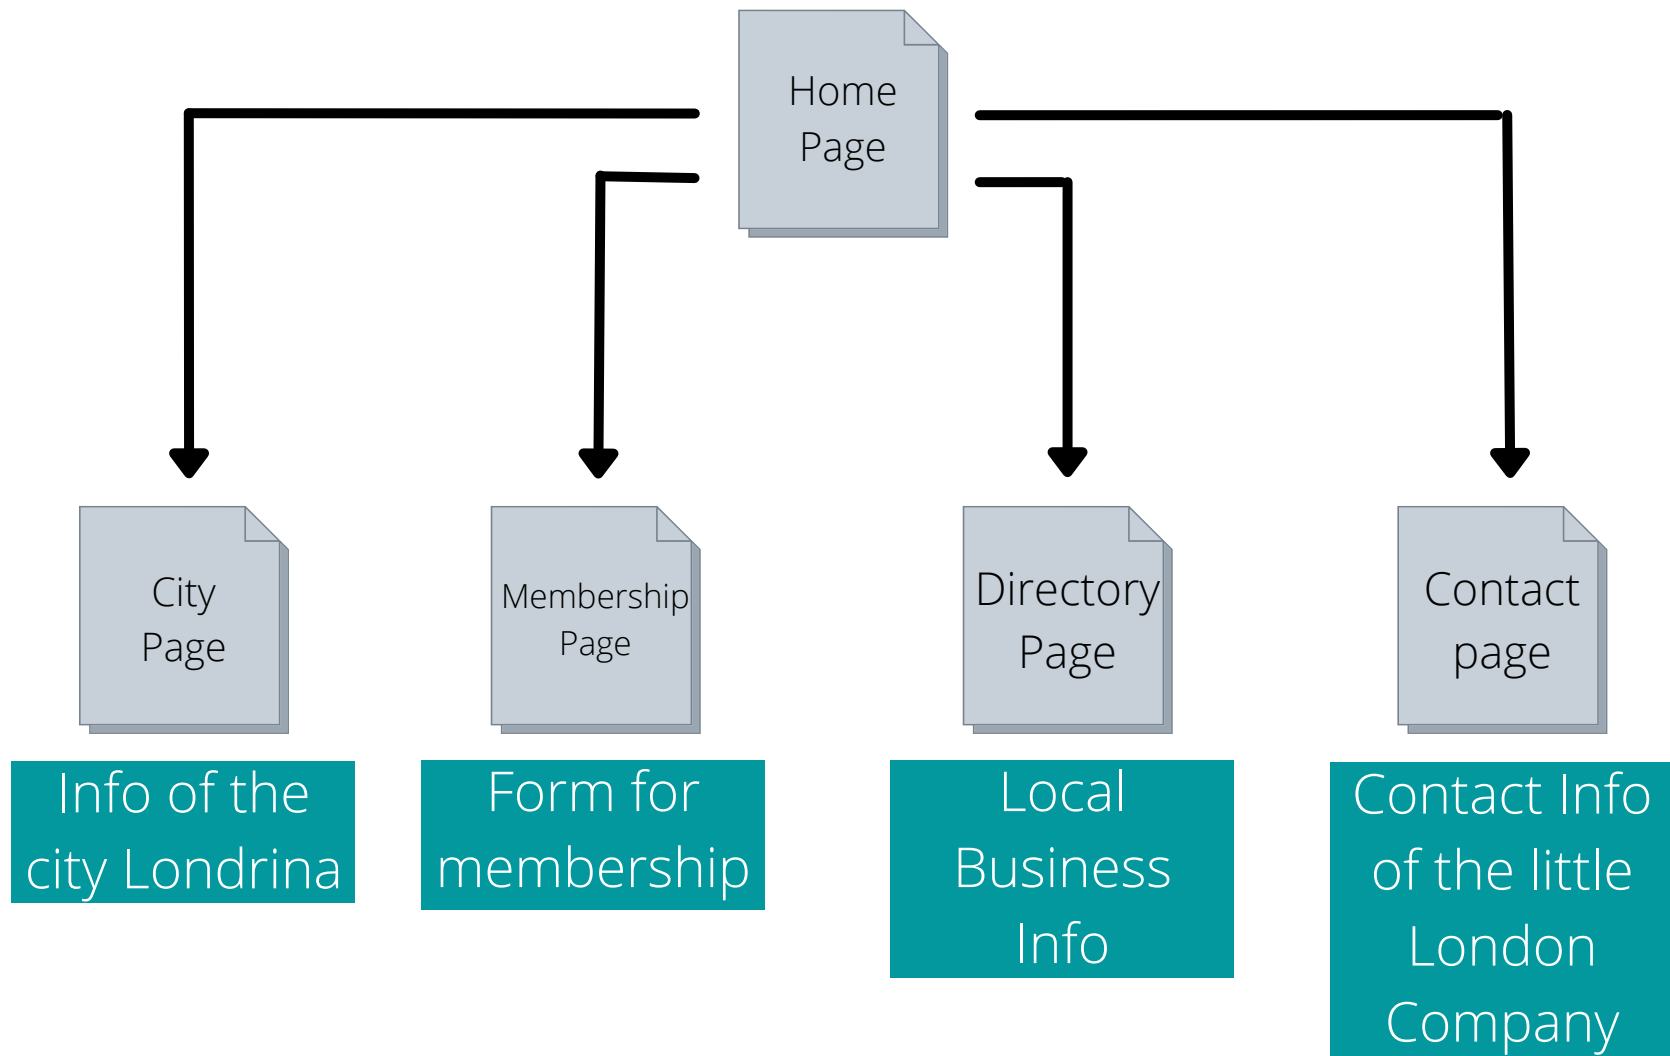 Home
Page
City
Page
Membership
Page
Directory
Page
Contact
page
Info of the
city Londrina
Form for
membership
Local
Business
Info
Contact Info
of the little
London
Company